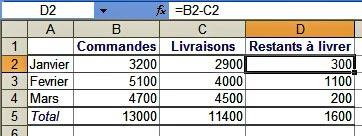 D2 fx =B2-C2
A B C D
1 Commandes Livraisons Restants à livrer
2 Janvier 3200 2900 300
3 Fevrier 5100 4000 1100
4 Mars 4700 4500 200
5 Total 13000 11400 1600
6